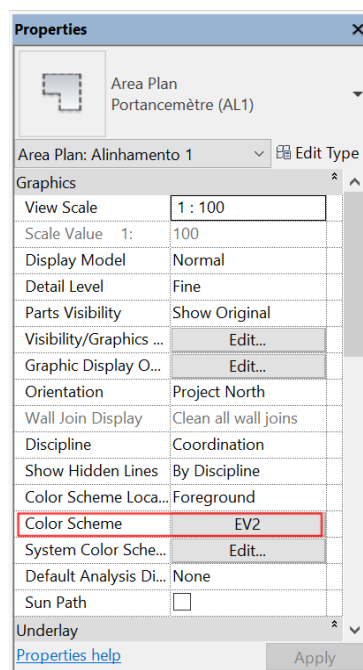 Properties
Area Plan
Portancemètre (AL1)
Area Plan: Alinhamento 1 Edit Type
Graphics
View Scale 1 : 100
Scale Value 1: 100
Display Model Normal
Detail Level Fine
Parts Visibility Show Original
Visibility/Graphics ... Edit...
Graphic Display O... Edit...
Orientation Project North
Wall Join Display Clean all wall joins
Discipline Coordination
Show Hidden Lines By Discipline
Color Scheme Loca... Foreground
Color Scheme EV2
System Color Sche... Edit...
Default Analysis Di... None
Sun Path
Underlay
Properties help Apply